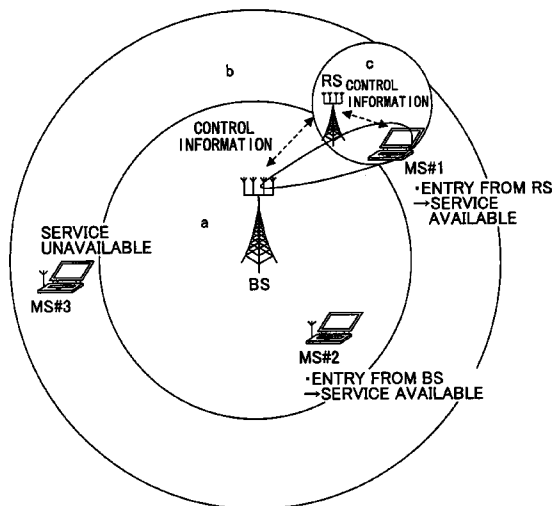 b
c
RS
CONTROL
INFORMATION
CONTROL
INFORMATION
MS#1
・ENTRY FROM RS
→SERVICE
AVAILABLE
a
SERVICE
UNAVAILABLE
MS#3
BS
MS#2
・ENTRY FROM BS
→SERVICE AVAILABLE